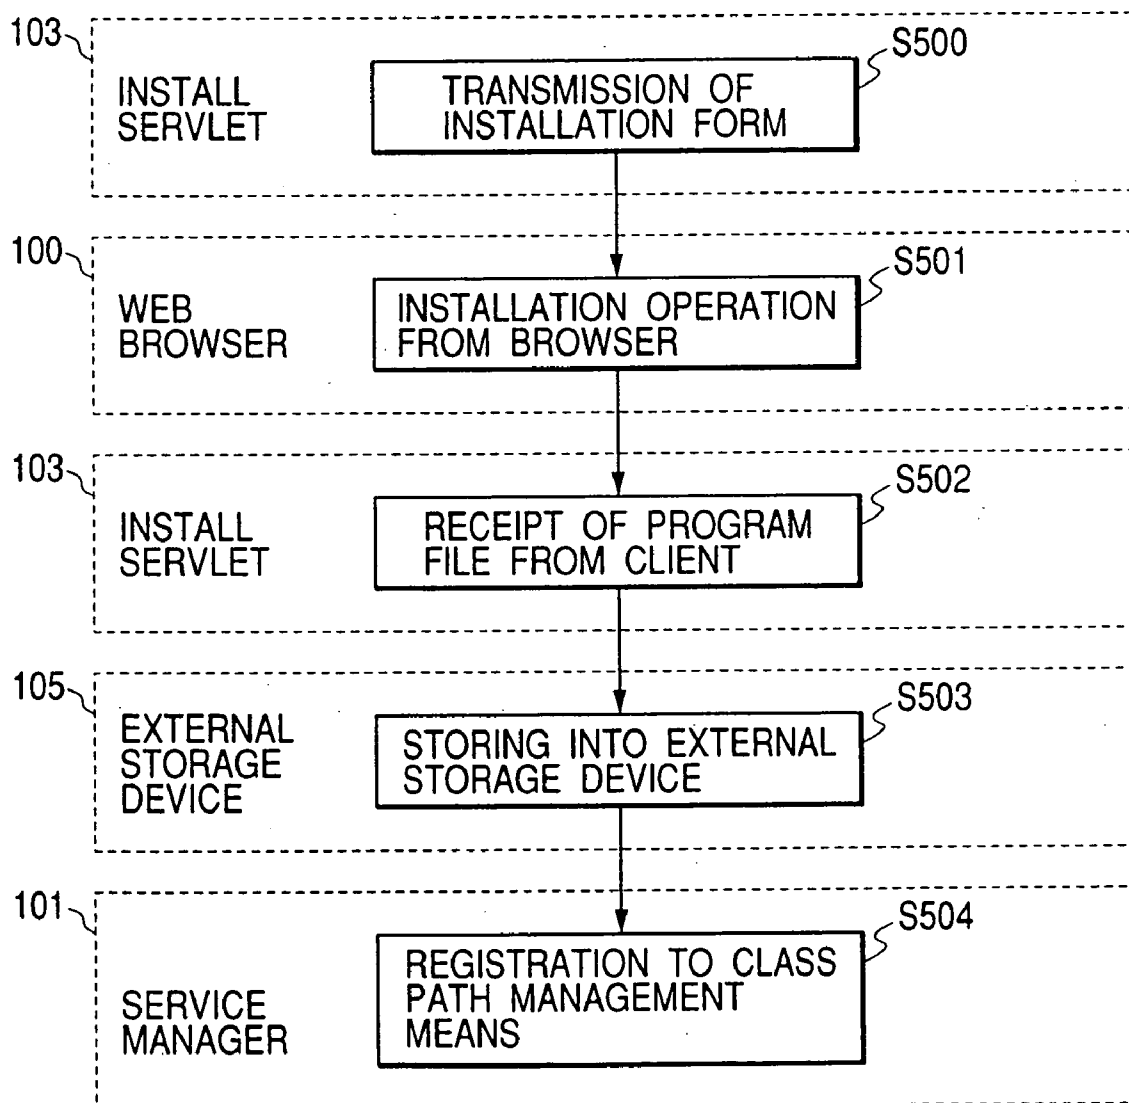 103
S500
INSTALL
SERVLET
TRANSMISSION OF
INSTALLATION FORM
100
S501
WEB
BROWSER
INSTALLATION OPERATION
FROM BROWSER
103
S502
INSTALL
SERVLET
RECEIPT OF PROGRAM
FILE FROM CLIENT
105
S503
EXTERNAL
STORAGE
DEVICE
STORING INTO EXTERNAL
STORAGE DEVICE
101
S504
SERVICE
MANAGER
REGISTRATION TO CLASS
PATH MANAGEMENT
MEANS